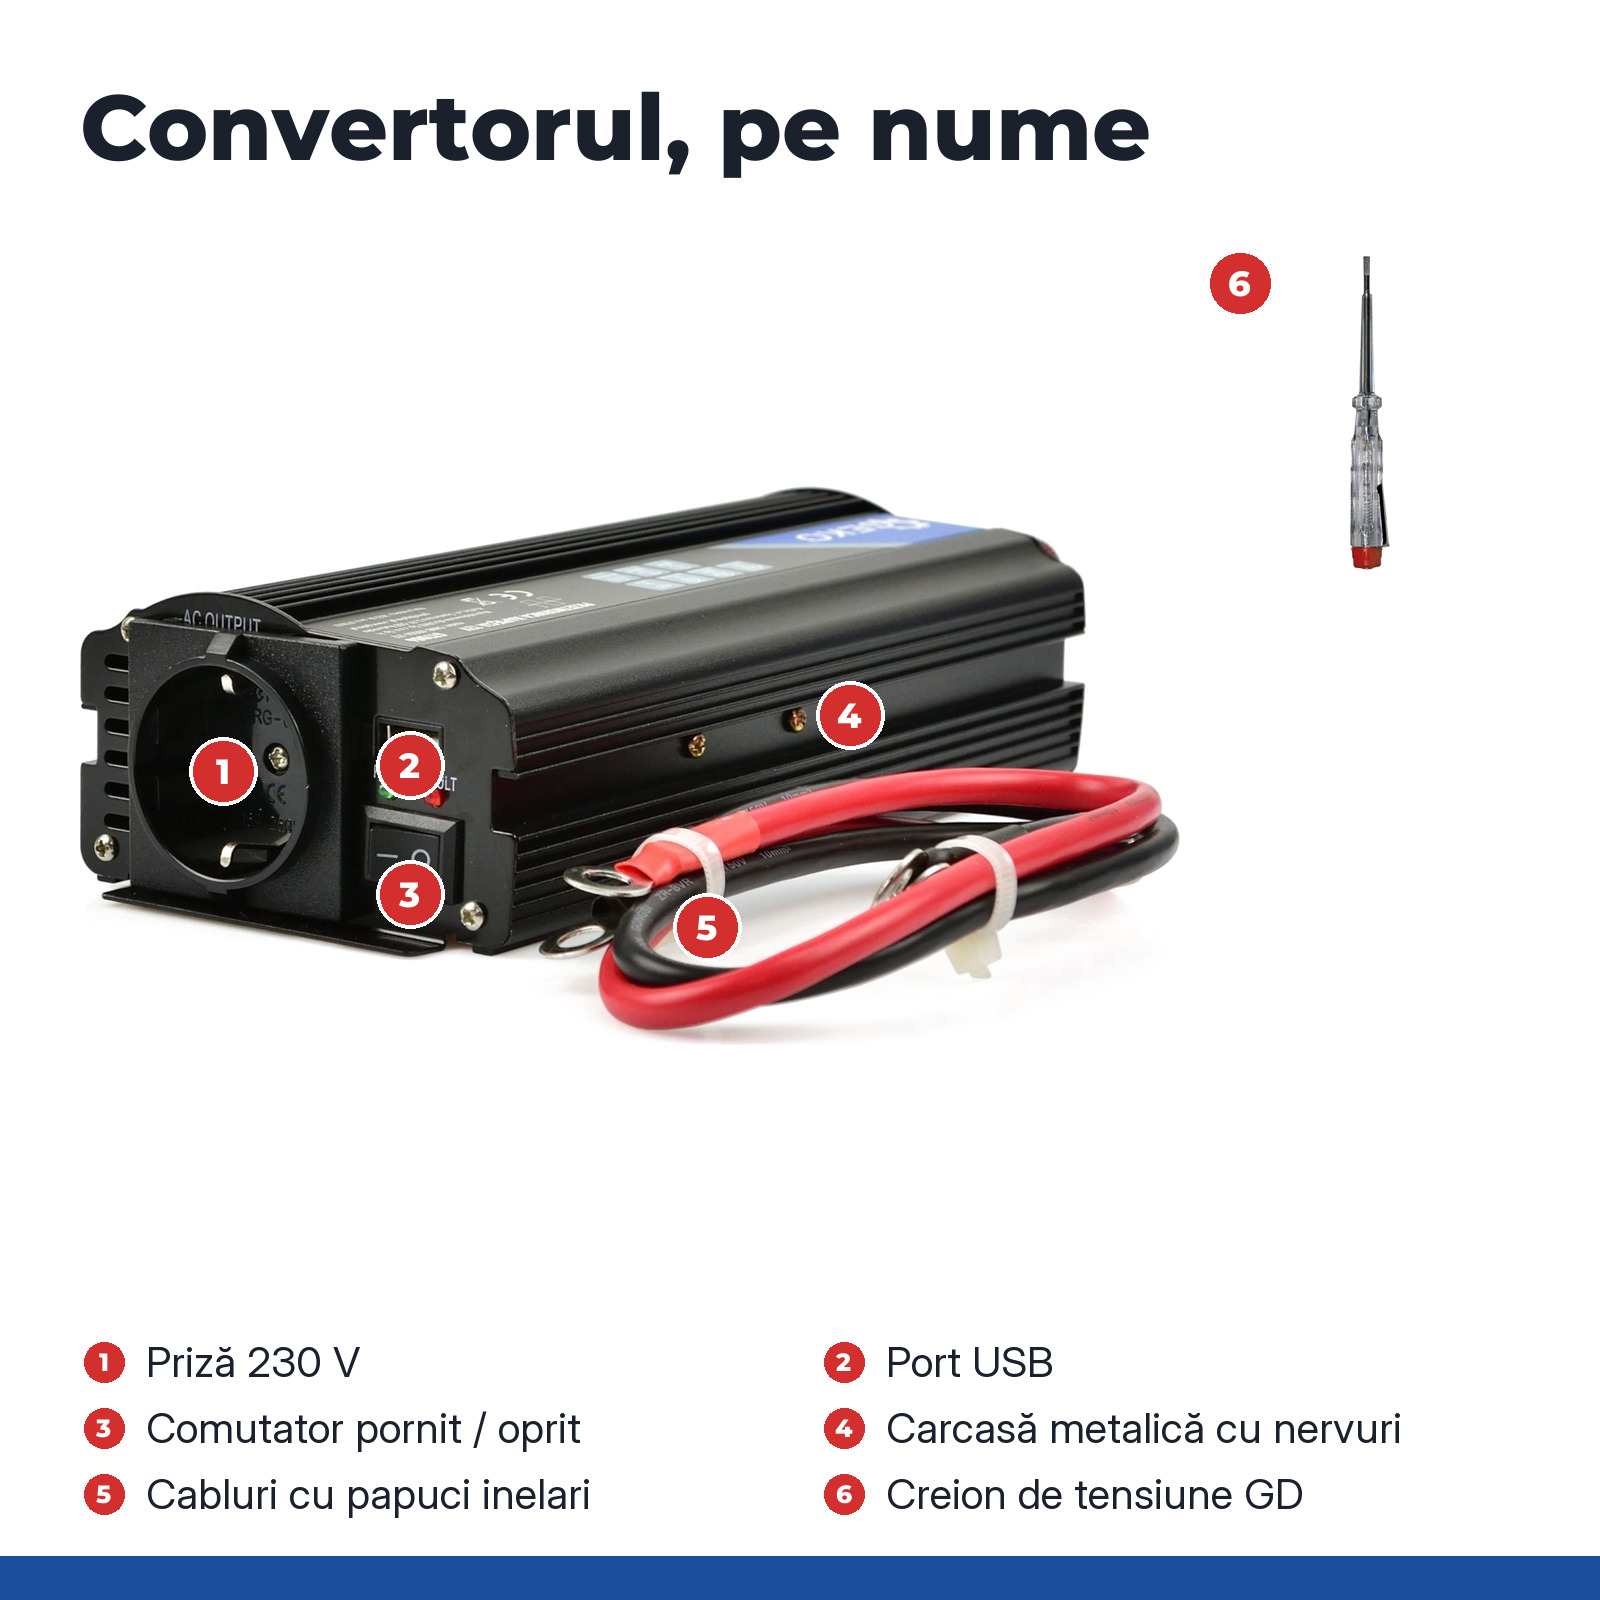 Convertorul, pe nume
6
GEKO
AC OUTPUT
4
1
2
3
5
1 Priză 230 V
2 Port USB
3 Comutator pornit / oprit
4 Carcasă metalică cu nervuri
5 Cabluri cu papuci inelari
6 Creion de tensiune GD